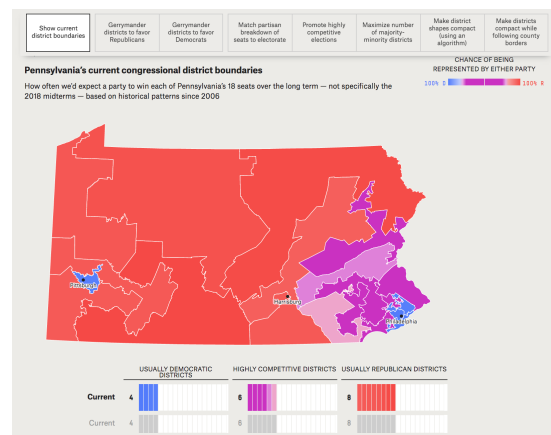 Show current
district boundaries
Gerrymander
districts to favor
Republicans
Gerrymander
districts to favor
Democrats
Match partisan
breakdown of
seats to electorate
Promote highly
competitive
elections
Maximize number
of majority-
minority districts
Make district
shapes compact
(using an
algorithm)
Make districts
compact while
following county
borders
Pennsylvania's current congressional district boundaries
How often we'd expect a party to win each of Pennsylvania's 18 seats over the long term — not specifically the
2018 midterms — based on historical patterns since 2006
CHANCE OF BEING
REPRESENTED BY EITHER PARTY
100% D 100% R
Pittsburgh
Harrisburg
Philadelphia
USUALLY DEMOCRATIC
DISTRICTS
HIGHLY COMPETITIVE DISTRICTS
USUALLY REPUBLICAN DISTRICTS
Current 4 6 8
Current 4 6 8